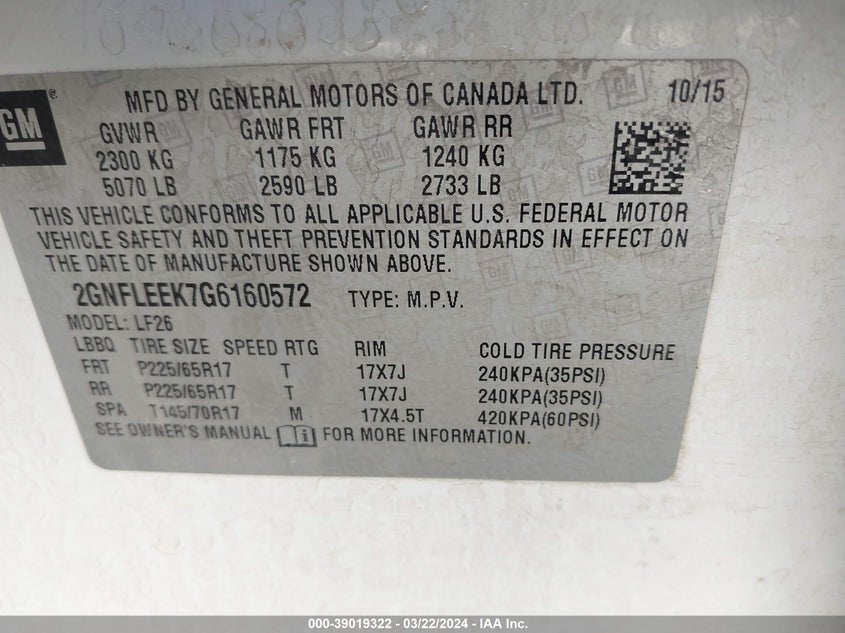 GM ®
MFD BY GENERAL MOTORS OF CANADA LTD. 10/15
GVWR GAWR FRT GAWR RR
2300 KG 1175 KG 1240 KG
5070 LB 2590 LB 2733 LB
THIS VEHICLE CONFORMS TO ALL APPLICABLE U.S. FEDERAL MOTOR
VEHICLE SAFETY AND THEFT PREVENTION STANDARDS IN EFFECT ON
THE DATE OF MANUFACTURE SHOWN ABOVE.
2GNFLEEK7G6160572 TYPE: M.P.V.
MODEL: LF26
LBBQ TIRE SIZE SPEED RTG RIM COLD TIRE PRESSURE
FRT P225/65R17 T 17X7J 240KPA(35PSI)
RR P225/65R17 T 17X7J 240KPA(35PSI)
SPA T145/70R17 M 17X4.5T 420KPA(60PSI)
SEE OWNER'S MANUAL i FOR MORE INFORMATION.
000-39019322 - 03/22/2024 - IAA Inc.